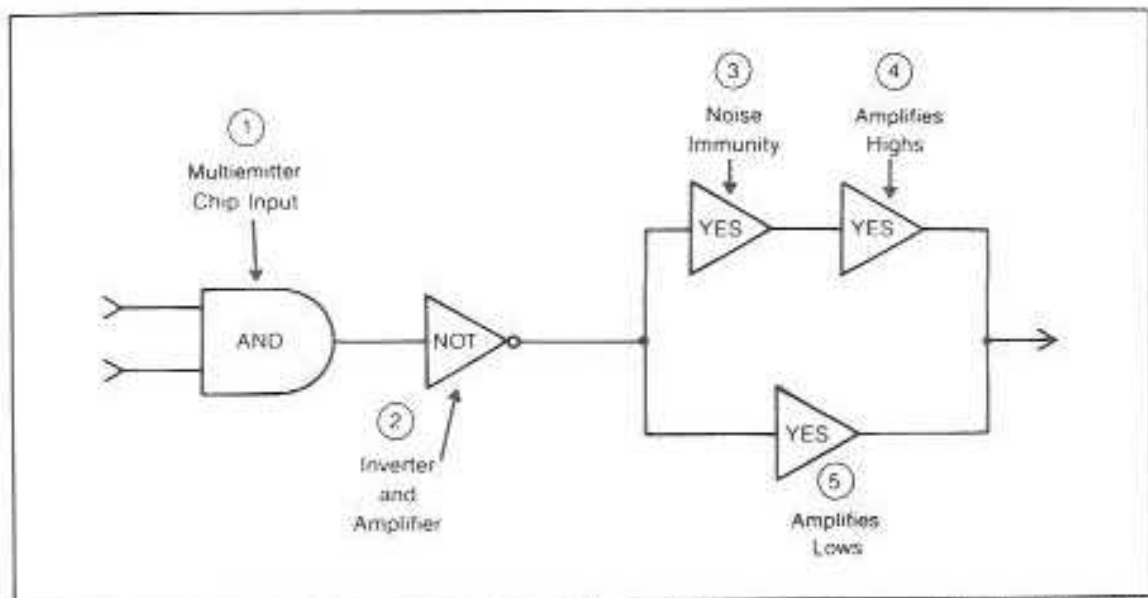 1
Multiemitter
Chip Input
AND
NOT
2
Inverter
and
Amplifier
3
Noise
Immunity
YES
4
Amplifies
Highs
YES
YES
5
Amplifies
Lows